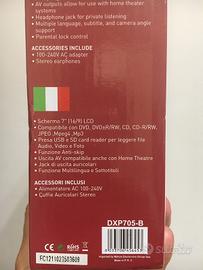 • AV outputs allow for use with home theater
systems
• Headphone jack for private listening
• Multiple language, subtitle, and camera angle
support
• Parental lock control
ACCESSORIES INCLUDE
• 100-240V AC adapter
• Stereo earphones
• Schermo 7" (16/9) LCD
• Compatibile con DVD, DVD±R/RW, CD, CD-R/RW,
JPEG ,Mpeg4 ,Mp3
• Presa USB e SD card reader per leggere file
Audio, Video e Foto
• Funzione Anti-skip
• Uscita AV compatibile anche con Home Theatre
• Jack di uscita auricolari
• Funzione Multilingua e Sottotitoli
ACCESSORI INCLUSI
• Alimentatore AC 100-240V
• Cuffie Auricolari Stereo
DXP705-B
FC1211023503609
subito